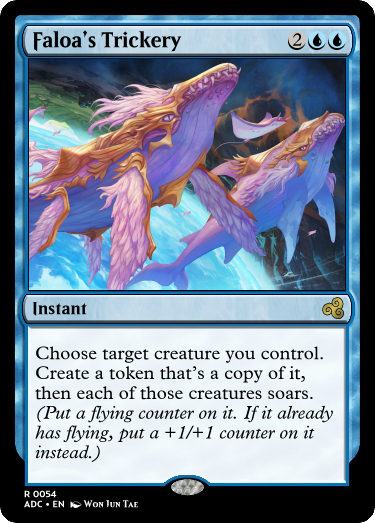 Faloa's Trickery 2
Instant
Choose target creature you control.
Create a token that's a copy of it,
then each of those creatures soars.
(Put a flying counter on it. If it already
has flying, put a +1/+1 counter on it
instead.)
R 0054
ADC • EN Won Jun Tae